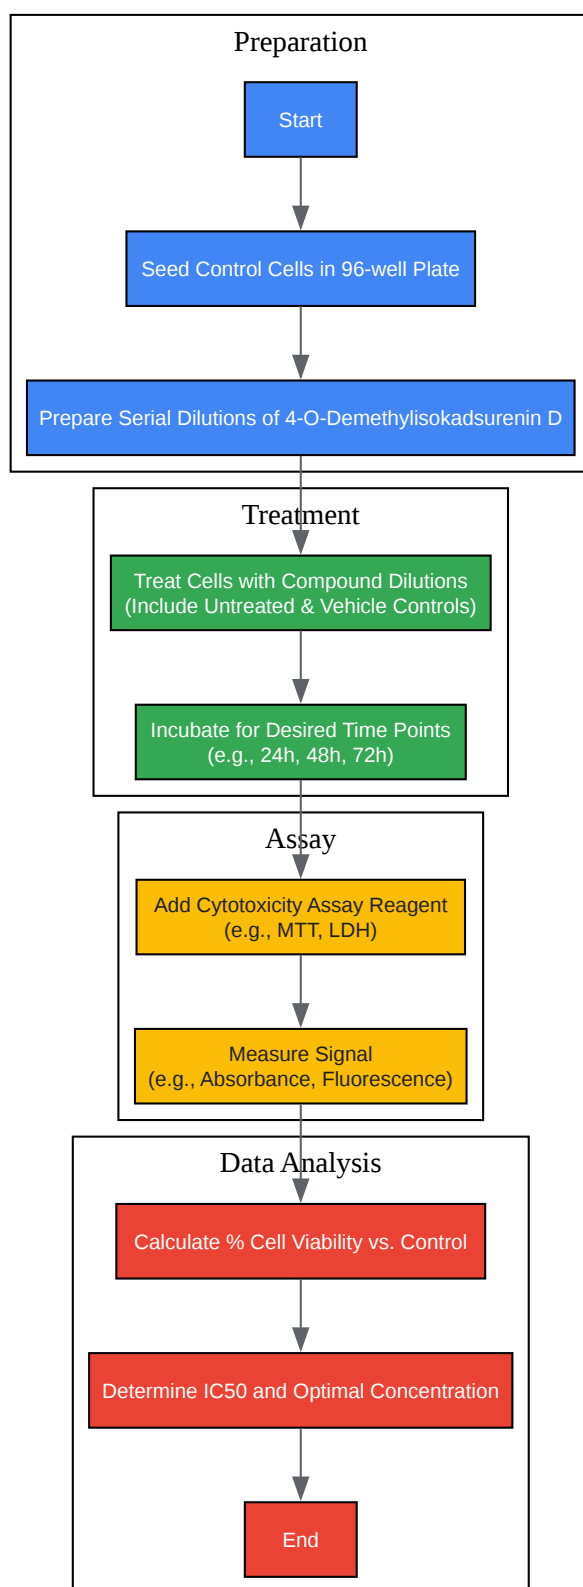 Preparation
Start
Seed Control Cells in 96-well Plate
Prepare Serial Dilutions of 4-O-Demethylisokadsurenin D
Treatment
Treat Cells with Compound Dilutions
(Include Untreated & Vehicle Controls)
Incubate for Desired Time Points
(e.g., 24h, 48h, 72h)
Assay
Add Cytotoxicity Assay Reagent
(e.g., MTT, LDH)
Measure Signal
(e.g., Absorbance, Fluorescence)
Data Analysis
Calculate % Cell Viability vs. Control
Determine IC50 and Optimal Concentration
End